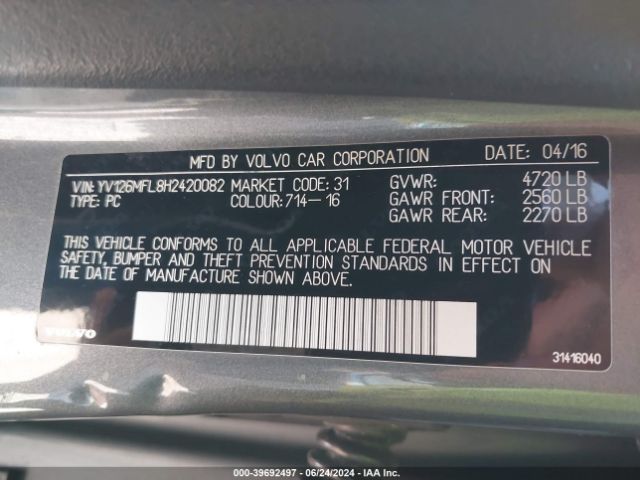 MFD BY VOLVO CAR CORPORATION DATE: 04/16
VIN: YV126MFL8H2420082 MARKET CODE: 31 GVWR: 4720 LB
TYPE: PC COLOUR: 714-16 GAWR FRONT: 2560 LB
GAWR REAR: 2270 LB
THIS VEHICLE CONFORMS TO ALL APPLICABLE FEDERAL MOTOR VEHICLE
SAFETY, BUMPER AND THEFT PREVENTION STANDARDS IN EFFECT ON
THE DATE OF MANUFACTURE SHOWN ABOVE.
VOLVO
31416040
000-39692497 - 06/24/2024 - IAAI.com